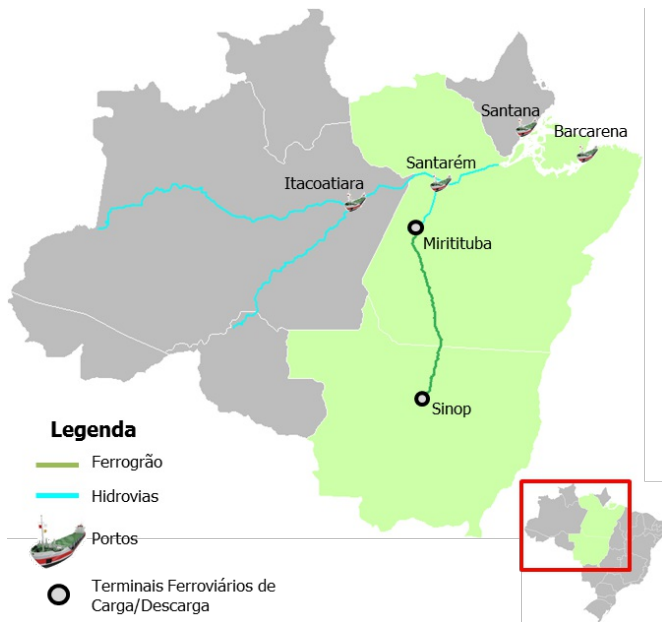 Santana
Barcarena
Santarém
Itacoatiara
Miritituba
Sinop
Legenda
Ferrogrão
Hidrovias
Portos
Terminais Ferroviários de
Carga/Descarga